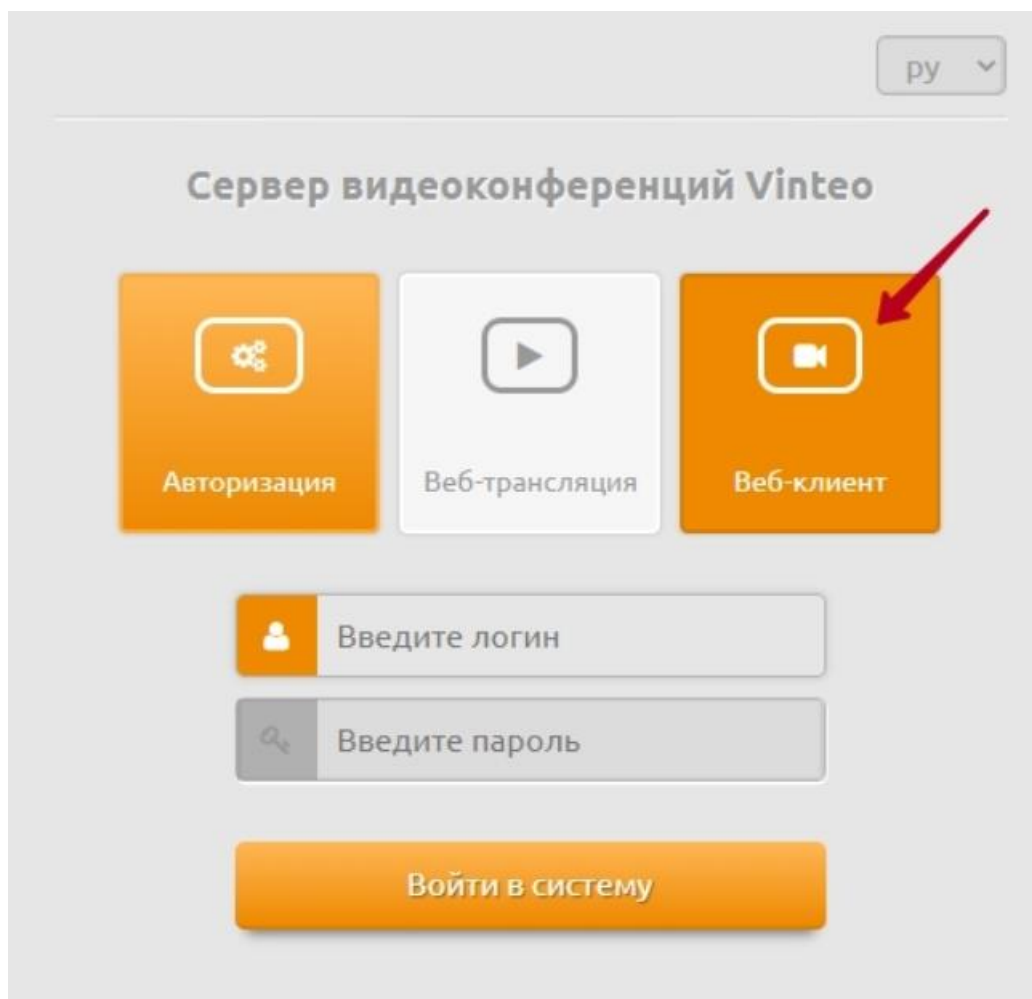 ру
Сервер видеоконференций Vinteo
Авторизация
Веб-трансляция
Веб-клиент
Введите логин
Введите пароль
Войти в систему